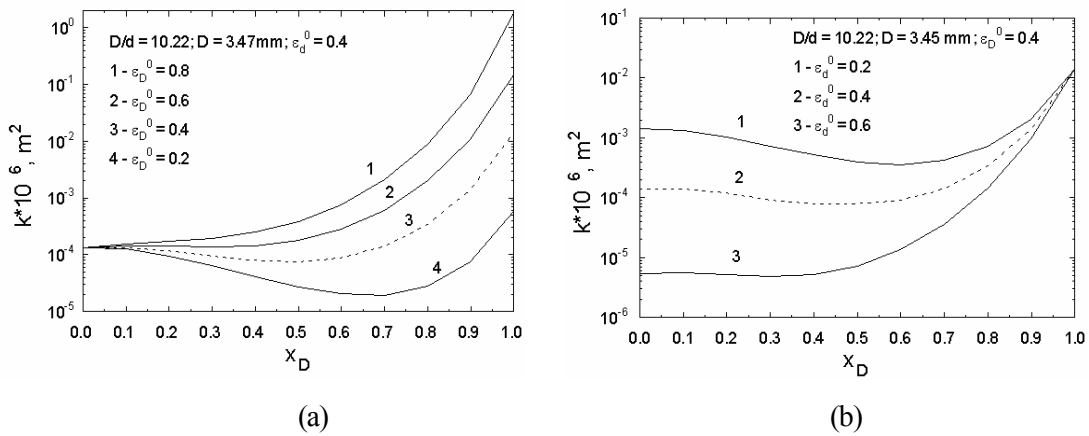 D/d = 10.22; D = 3.47 mm; ε_d^0 = 0.4
1 - ε_D^0 = 0.8
2 - ε_D^0 = 0.6
3 - ε_D^0 = 0.4
4 - ε_D^0 = 0.2
k*10^6, m^2
10^0
10^-1
10^-2
10^-3
10^-4
10^-5
1
2
3
4
0.0 0.1 0.2 0.3 0.4 0.5 0.6 0.7 0.8 0.9 1.0
x_D
(a)
D/d = 10.22; D = 3.45 mm; ε_D^0 = 0.4
1 - ε_d^0 = 0.2
2 - ε_d^0 = 0.4
3 - ε_d^0 = 0.6
k*10^6, m^2
10^-2
10^-3
10^-4
10^-5
10^-6
1
2
3
0.0 0.1 0.2 0.3 0.4 0.5 0.6 0.7 0.8 0.9 1.0
x_D
(b)